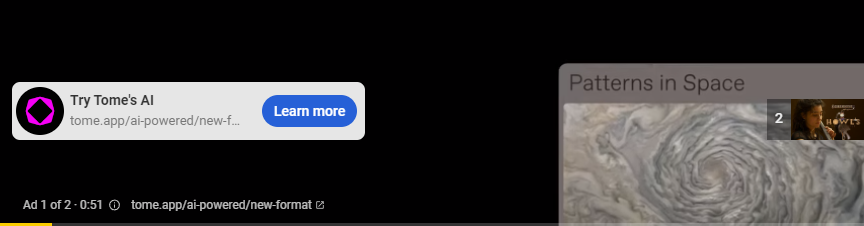 Patterns in Space
Try Tome's AI
tome.app/ai-powered/new-f...
Learn more
2
HOWL'S
Ad 1 of 2 · 0:51
tome.app/ai-powered/new-format